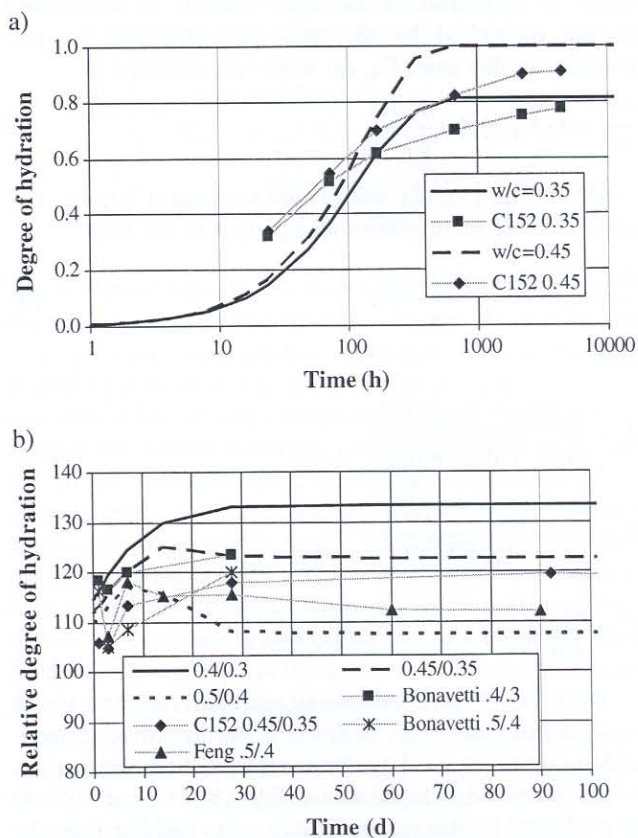 a)
1.0
0.8
0.6
0.4
0.2
0.0
Degree of hydration
w/c=0.35
C152 0.35
w/c=0.45
C152 0.45
1 10 100 1000 10000
Time (h)
b)
140
130
120
110
100
90
80
Relative degree of hydration
0.4/0.3 0.45/0.35
0.5/0.4 Bonavetti .4/.3
C152 0.45/0.35 Bonavetti .5/.4
Feng .5/.4
0 10 20 30 40 50 60 70 80 90 100
Time (d)